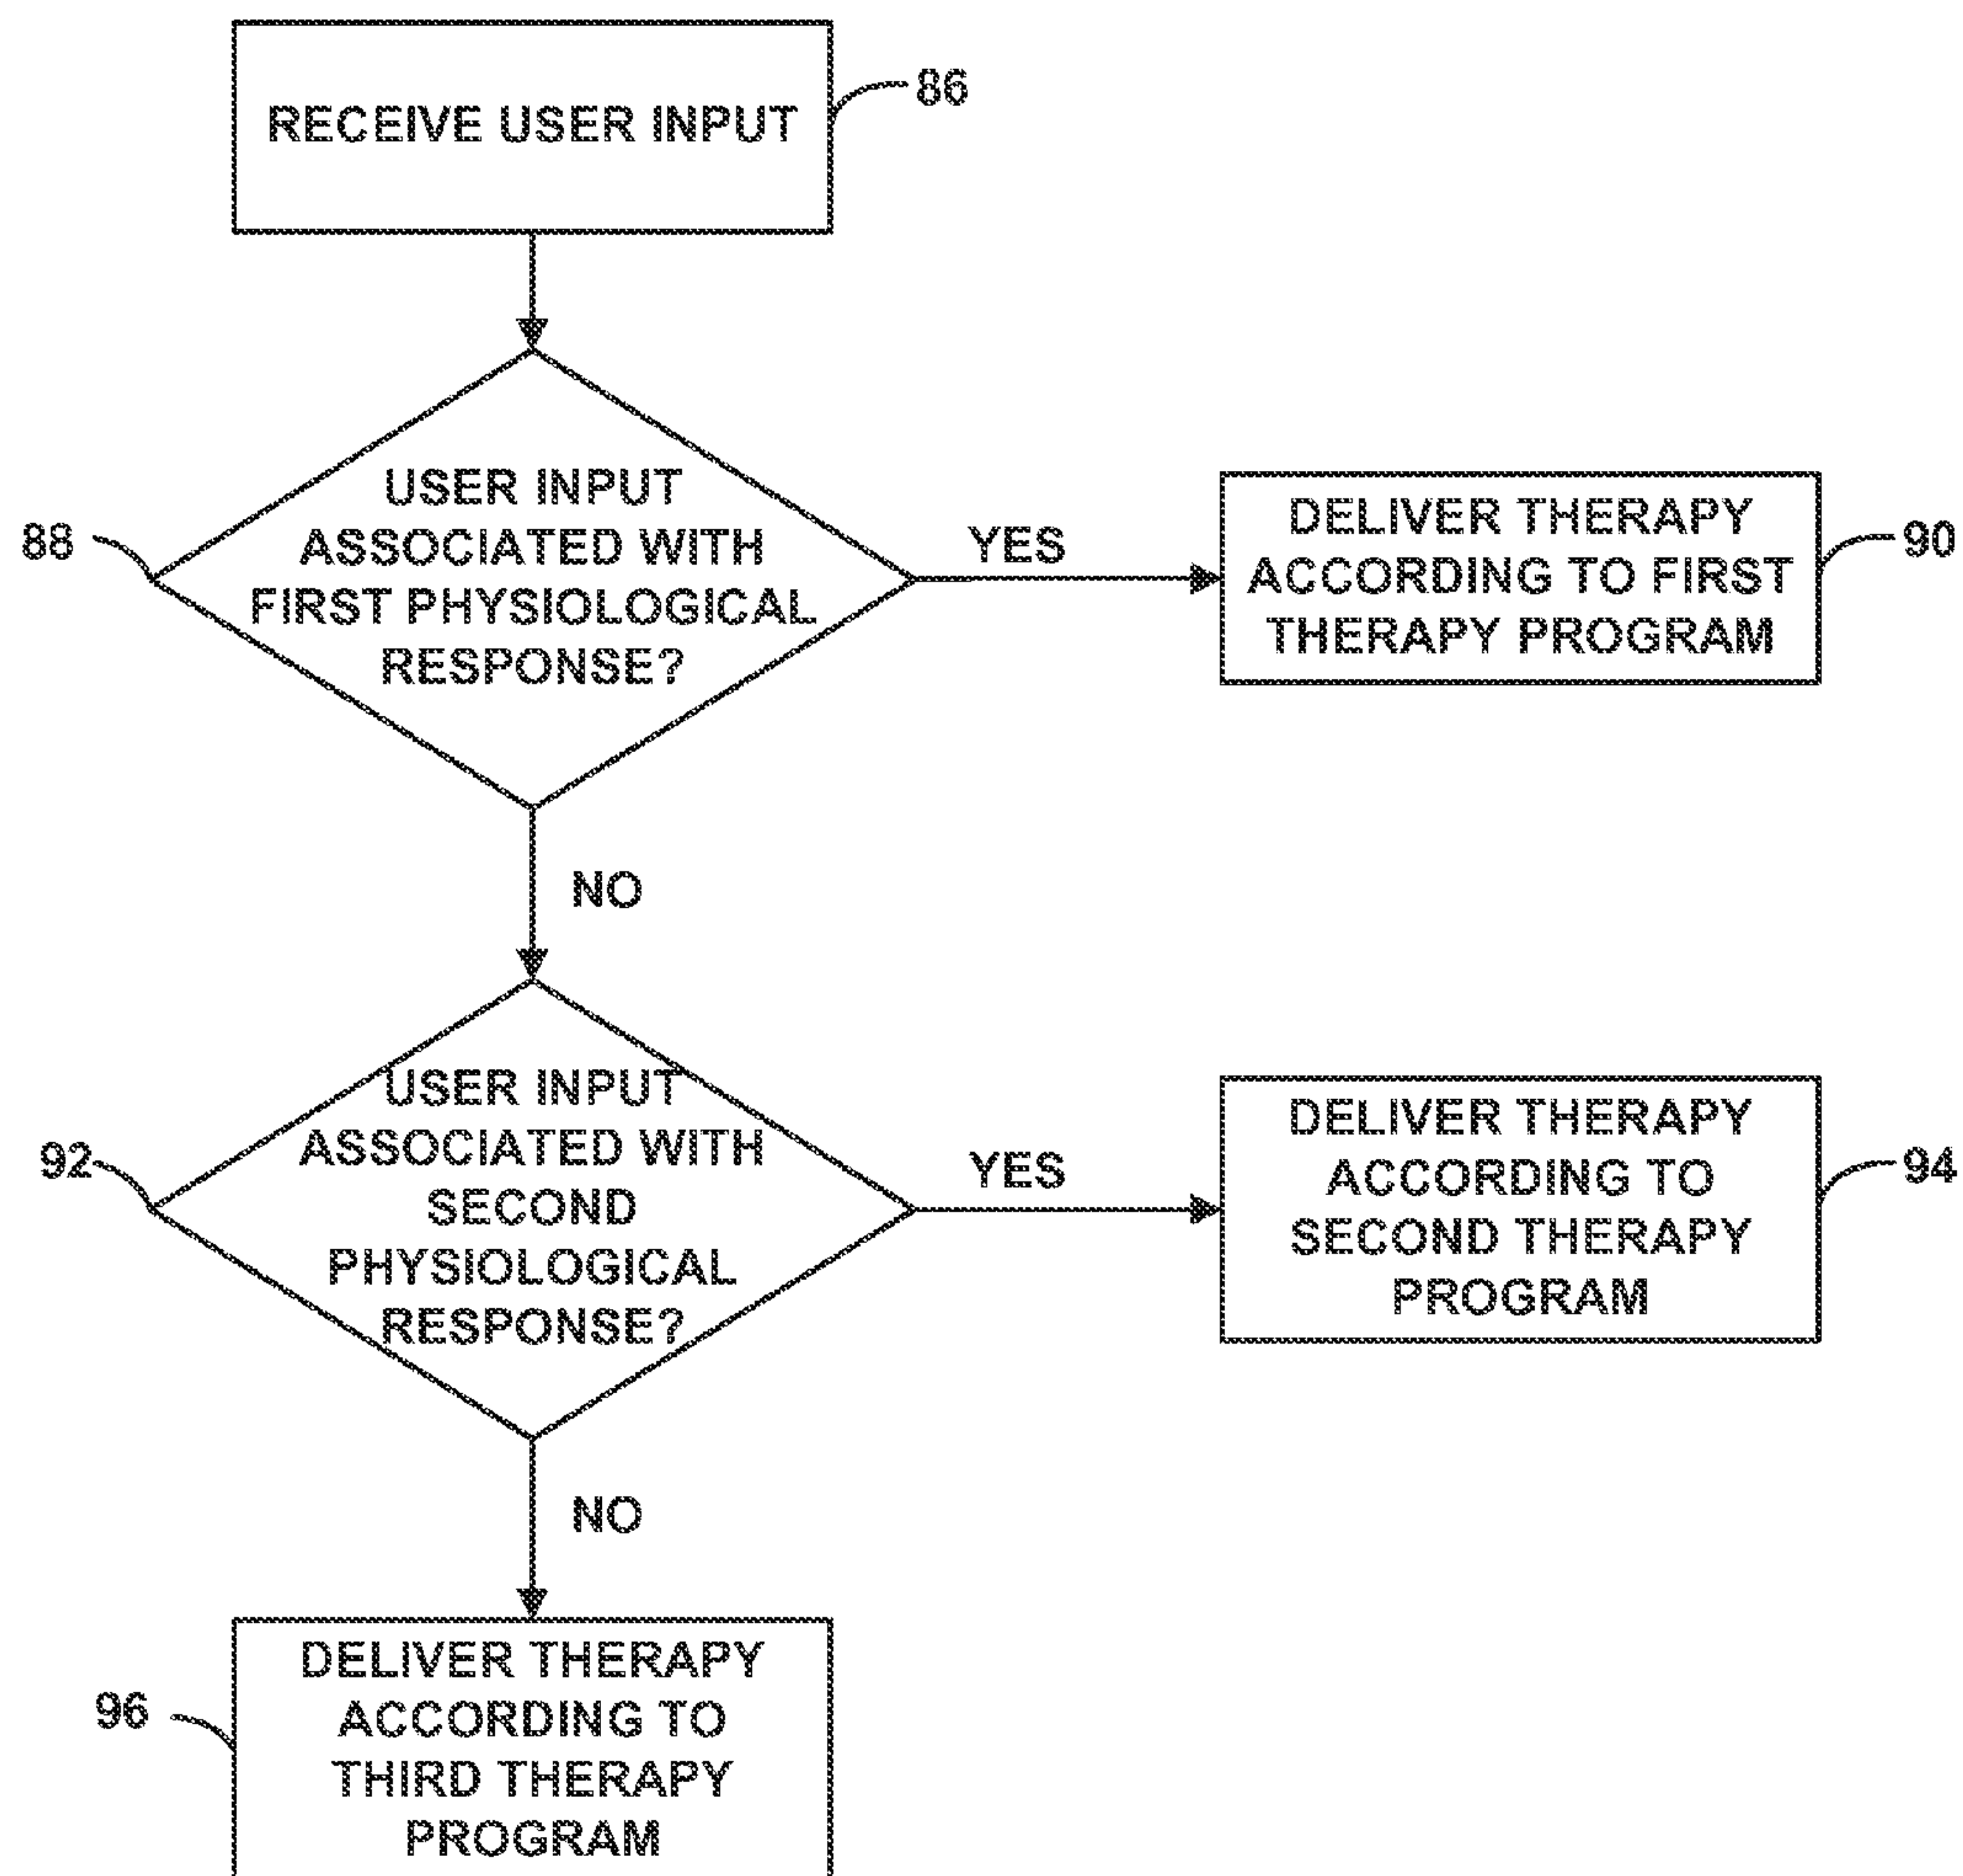 RECEIVE USER INPUT
86
USER INPUT
ASSOCIATED WITH
FIRST PHYSIOLOGICAL
RESPONSE?
88
YES
DELIVER THERAPY
ACCORDING TO FIRST
THERAPY PROGRAM
90
NO
USER INPUT
ASSOCIATED WITH
SECOND
PHYSIOLOGICAL
RESPONSE?
92
YES
DELIVER THERAPY
ACCORDING TO
SECOND THERAPY
PROGRAM
94
NO
DELIVER THERAPY
ACCORDING TO
THIRD THERAPY
PROGRAM
96